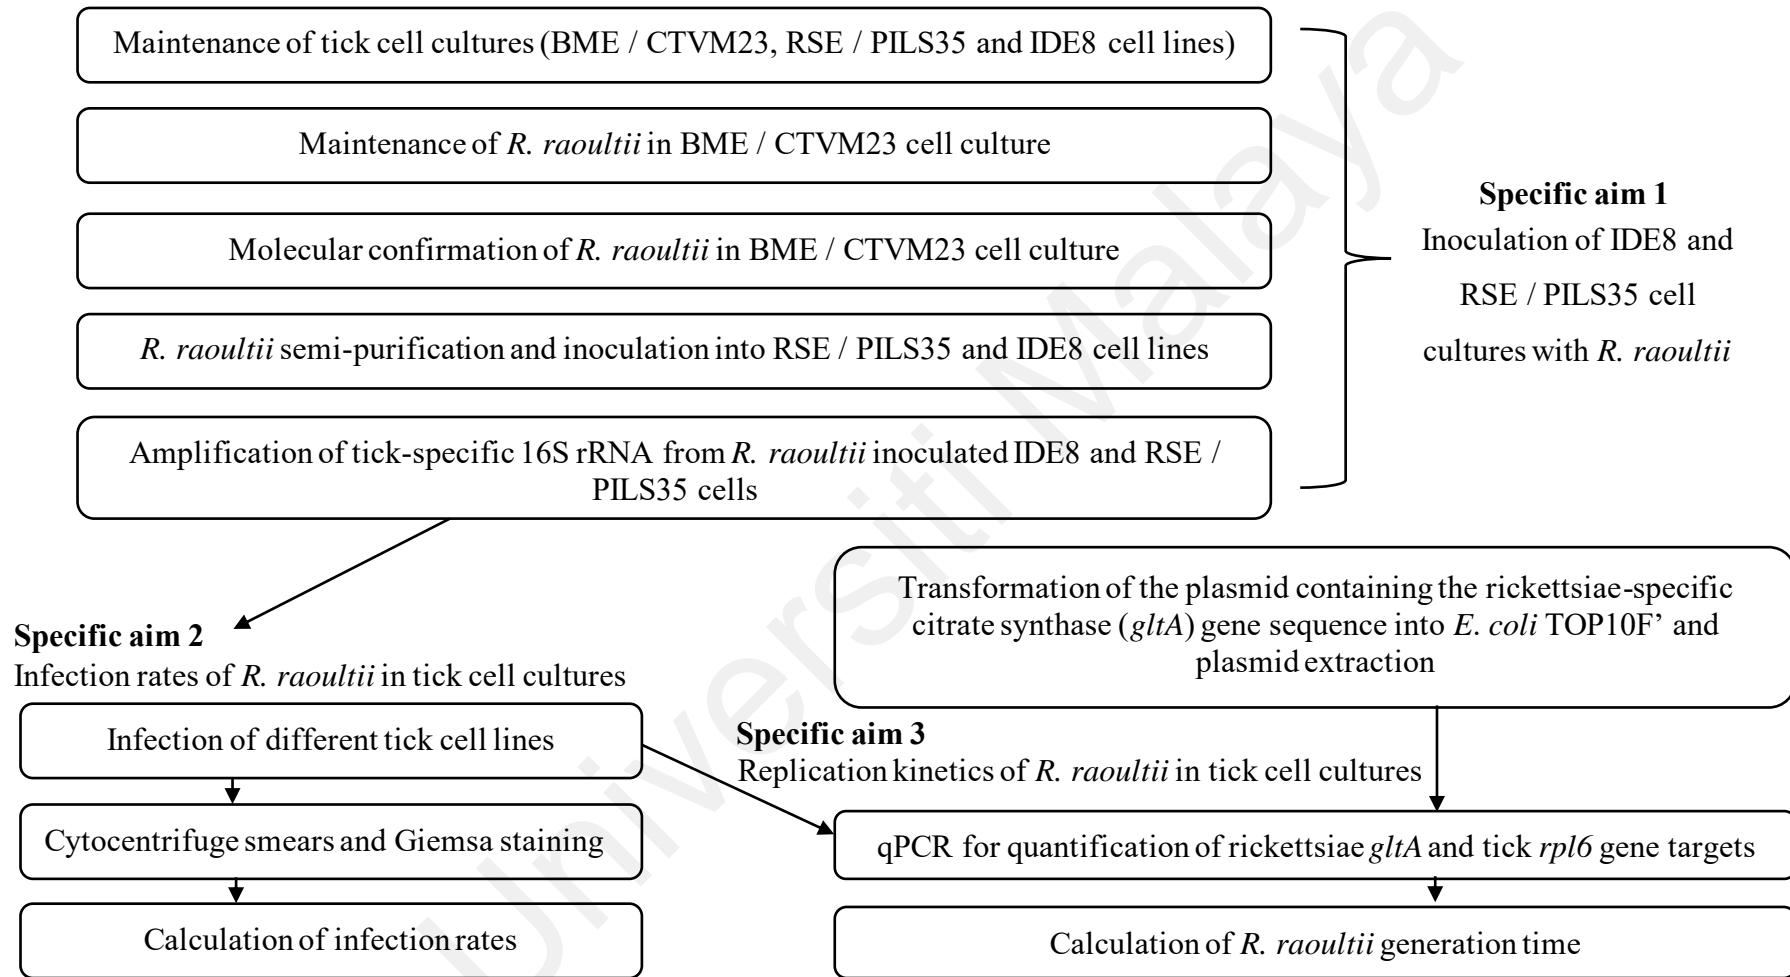 Maintenance of tick cell cultures (BME / CTVM23, RSE / PILS35 and IDE8 cell lines)
Maintenance of R. raoultii in BME / CTVM23 cell culture
Molecular confirmation of R. raoultii in BME / CTVM23 cell culture
R. raoultii semi-purification and inoculation into RSE / PILS35 and IDE8 cell lines
Amplification of tick-specific 16S rRNA from R. raoultii inoculated IDE8 and RSE /
PILS35 cells
Specific aim 1
Inoculation of IDE8 and
RSE / PILS35 cell
cultures with R. raoultii
Specific aim 2
Infection rates of R. raoultii in tick cell cultures
Infection of different tick cell lines
Cytocentrifuge smears and Giemsa staining
Calculation of infection rates
Transformation of the plasmid containing the rickettsiae-specific
citrate synthase (gltA) gene sequence into E. coli TOP10F’ and
plasmid extraction
Specific aim 3
Replication kinetics of R. raoultii in tick cell cultures
qPCR for quantification of rickettsiae gltA and tick rpl6 gene targets
Calculation of R. raoultii generation time
Universiti Malaya